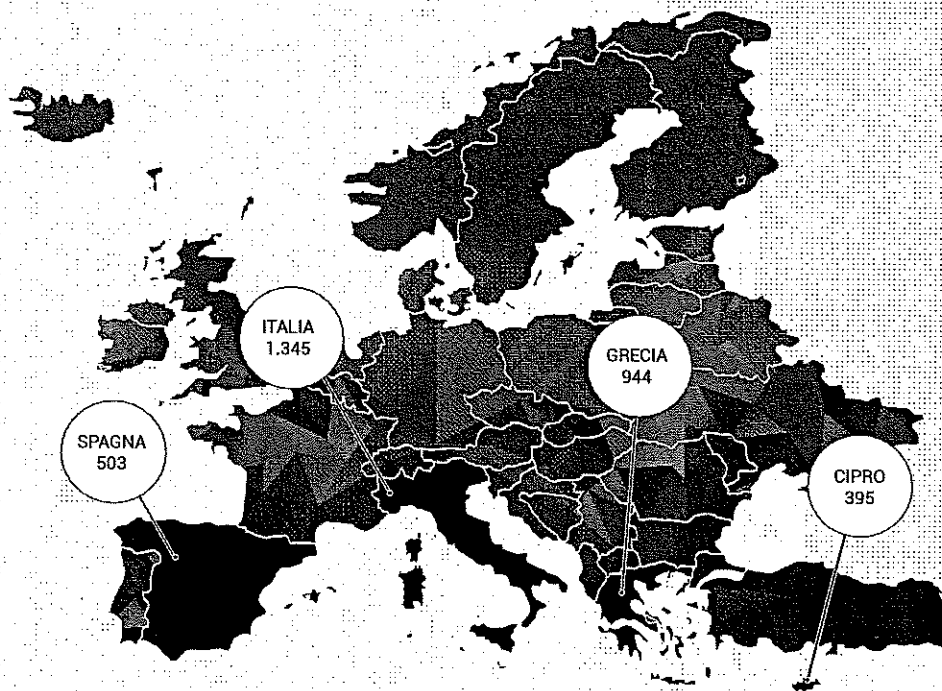 ITALIA
1.345
GRECIA
944
SPAGNA
503
CIPRO
395